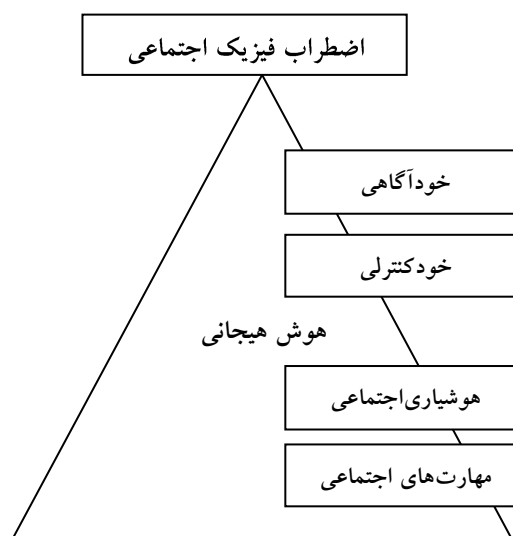 اضطراب فیزیک اجتماعی
خودآگاهی
خودکنترلی
هوش هیجانی
هوشیاری‌اجتماعی
مهارت‌های اجتماعی